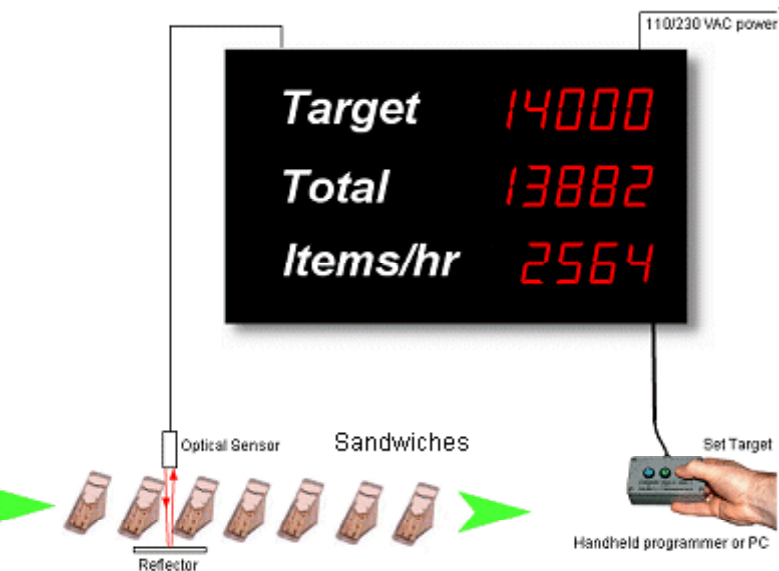 110/230 VAC power
Target 14000
Total 13882
Items/hr 2564
Optical Sensor
Sandwiches
Set Target
Handheld programmer or PC
Reflector